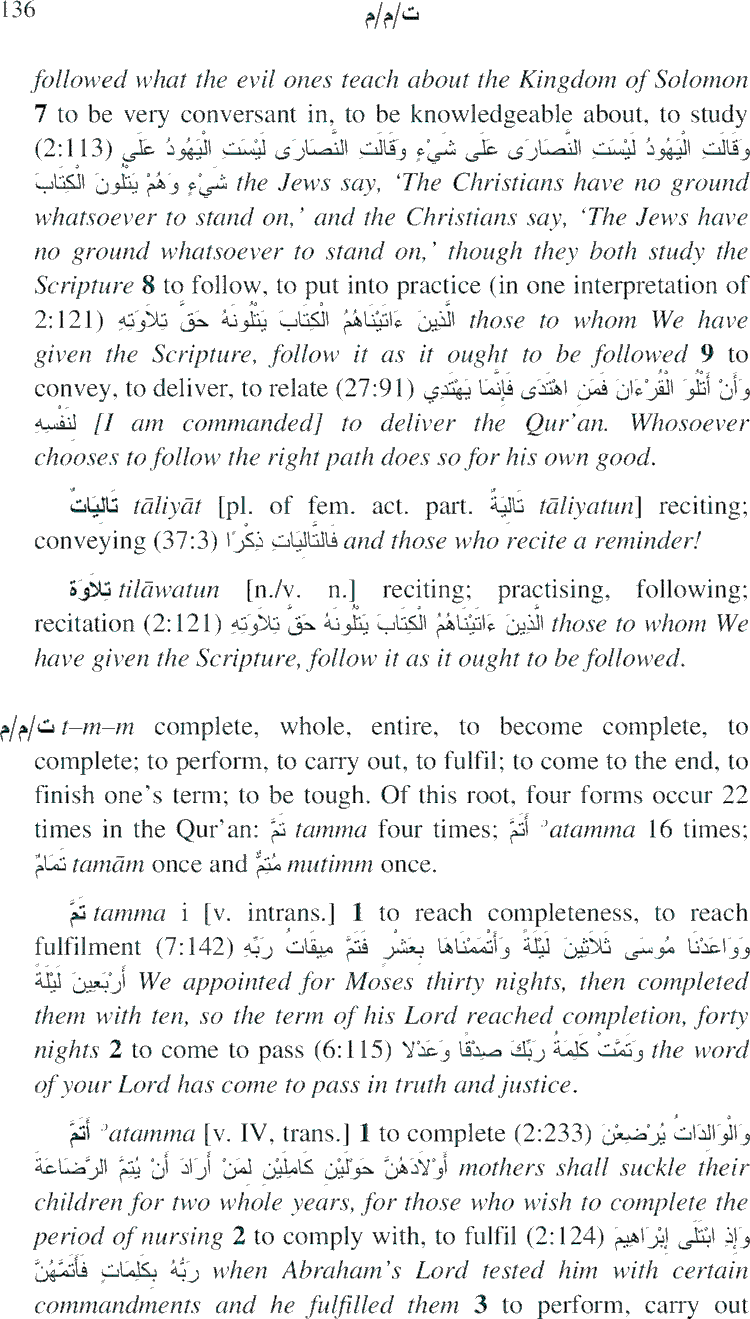 136 ت/م/م
followed what the evil ones teach about the Kingdom of Solomon
7 to be very conversant in, to be knowledgeable about, to study
(2:113) وَقَالَتِ الْيَهُودُ لَيْسَتِ النَّصَارَى عَلَى شَيْءٍ وَقَالَتِ النَّصَارَى لَيْسَتِ الْيَهُودُ عَلَى
شَيْءٍ وَهُمْ يَتْلُونَ الْكِتَابَ the Jews say, ‘The Christians have no ground
whatsoever to stand on,’ and the Christians say, ‘The Jews have
no ground whatsoever to stand on,’ though they both study the
Scripture 8 to follow, to put into practice (in one interpretation of
2:121) الَّذِينَ ءَاتَيْنَاهُمُ الْكِتَابَ يَتْلُونَهُ حَقَّ تِلَاوَتِهِ those to whom We have
given the Scripture, follow it as it ought to be followed 9 to
convey, to deliver, to relate (27:91) وَأَنْ أَتْلُوَ الْقُرْءَانَ فَمَنِ اهْتَدَى فَإِنَّمَا يَهْتَدِي
لِنَفْسِهِ [I am commanded] to deliver the Qur’an. Whosoever
chooses to follow the right path does so for his own good.
تَالِيَاتٌ tāliyāt [pl. of fem. act. part. تَالِيَةٌ tāliyatun] reciting;
conveying (37:3) فَالتَّالِيَاتِ ذِكْرًا and those who recite a reminder!
تِلَاوَة tilāwatun [n./v. n.] reciting; practising, following;
recitation (2:121) الَّذِينَ ءَاتَيْنَاهُمُ الْكِتَابَ يَتْلُونَهُ حَقَّ تِلَاوَتِهِ those to whom We
have given the Scripture, follow it as it ought to be followed.
ت/م/م t–m–m complete, whole, entire, to become complete, to
complete; to perform, to carry out, to fulfil; to come to the end, to
finish one’s term; to be tough. Of this root, four forms occur 22
times in the Qur’an: تَمَّ tamma four times; أَتَمَّ ʾatamma 16 times;
تَمَامٌ tamām once and مُتِمٌّ mutimm once.
تَمَّ tamma i [v. intrans.] 1 to reach completeness, to reach
fulfilment (7:142) وَوَاعَدْنَا مُوسَى ثَلَاثِينَ لَيْلَةً وَأَتْمَمْنَاهَا بِعَشْرٍ فَتَمَّ مِيقَاتُ رَبِّهِ
أَرْبَعِينَ لَيْلَةً We appointed for Moses thirty nights, then completed
them with ten, so the term of his Lord reached completion, forty
nights 2 to come to pass (6:115) وَتَمَّتْ كَلِمَةُ رَبِّكَ صِدْقًا وَعَدْلا the word
of your Lord has come to pass in truth and justice.
أَتَمَّ ʾatamma [v. IV, trans.] 1 to complete (2:233) وَالْوَالِدَاتُ يُرْضِعْنَ
أَوْلَادَهُنَّ حَوْلَيْنِ كَامِلَيْنِ لِمَنْ أَرَادَ أَنْ يُتِمَّ الرَّضَاعَةَ mothers shall suckle their
children for two whole years, for those who wish to complete the
period of nursing 2 to comply with, to fulfil (2:124) وَإِذِ ابْتَلَى إِبْرَاهِيمَ
رَبُّهُ بِكَلِمَاتٍ فَأَتَمَّهُنَّ when Abraham’s Lord tested him with certain
commandments and he fulfilled them 3 to perform, carry out